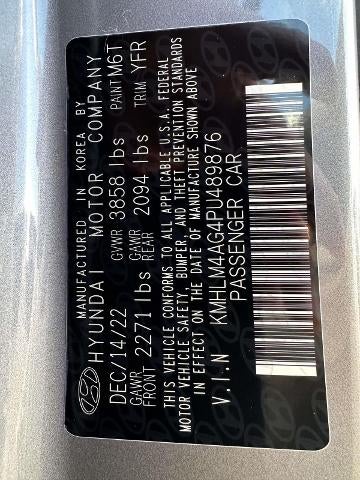 MANUFACTURED IN KOREA BY
HYUNDAI MOTOR COMPANY
DEC/14/22 GVWR 3858 lbs PAINT M6T
GAWR FRONT 2271 lbs GAWR REAR 2094 lbs TRIM YFR
THIS VEHICLE CONFORMS TO ALL APPLICABLE U.S.A. FEDERAL
MOTOR VEHICLE SAFETY, BUMPER, AND THEFT PREVENTION STANDARDS
IN EFFECT ON THE DATE OF MANUFACTURE SHOWN ABOVE
V.I.N KMHLM4AG4PU489876
PASSENGER CAR